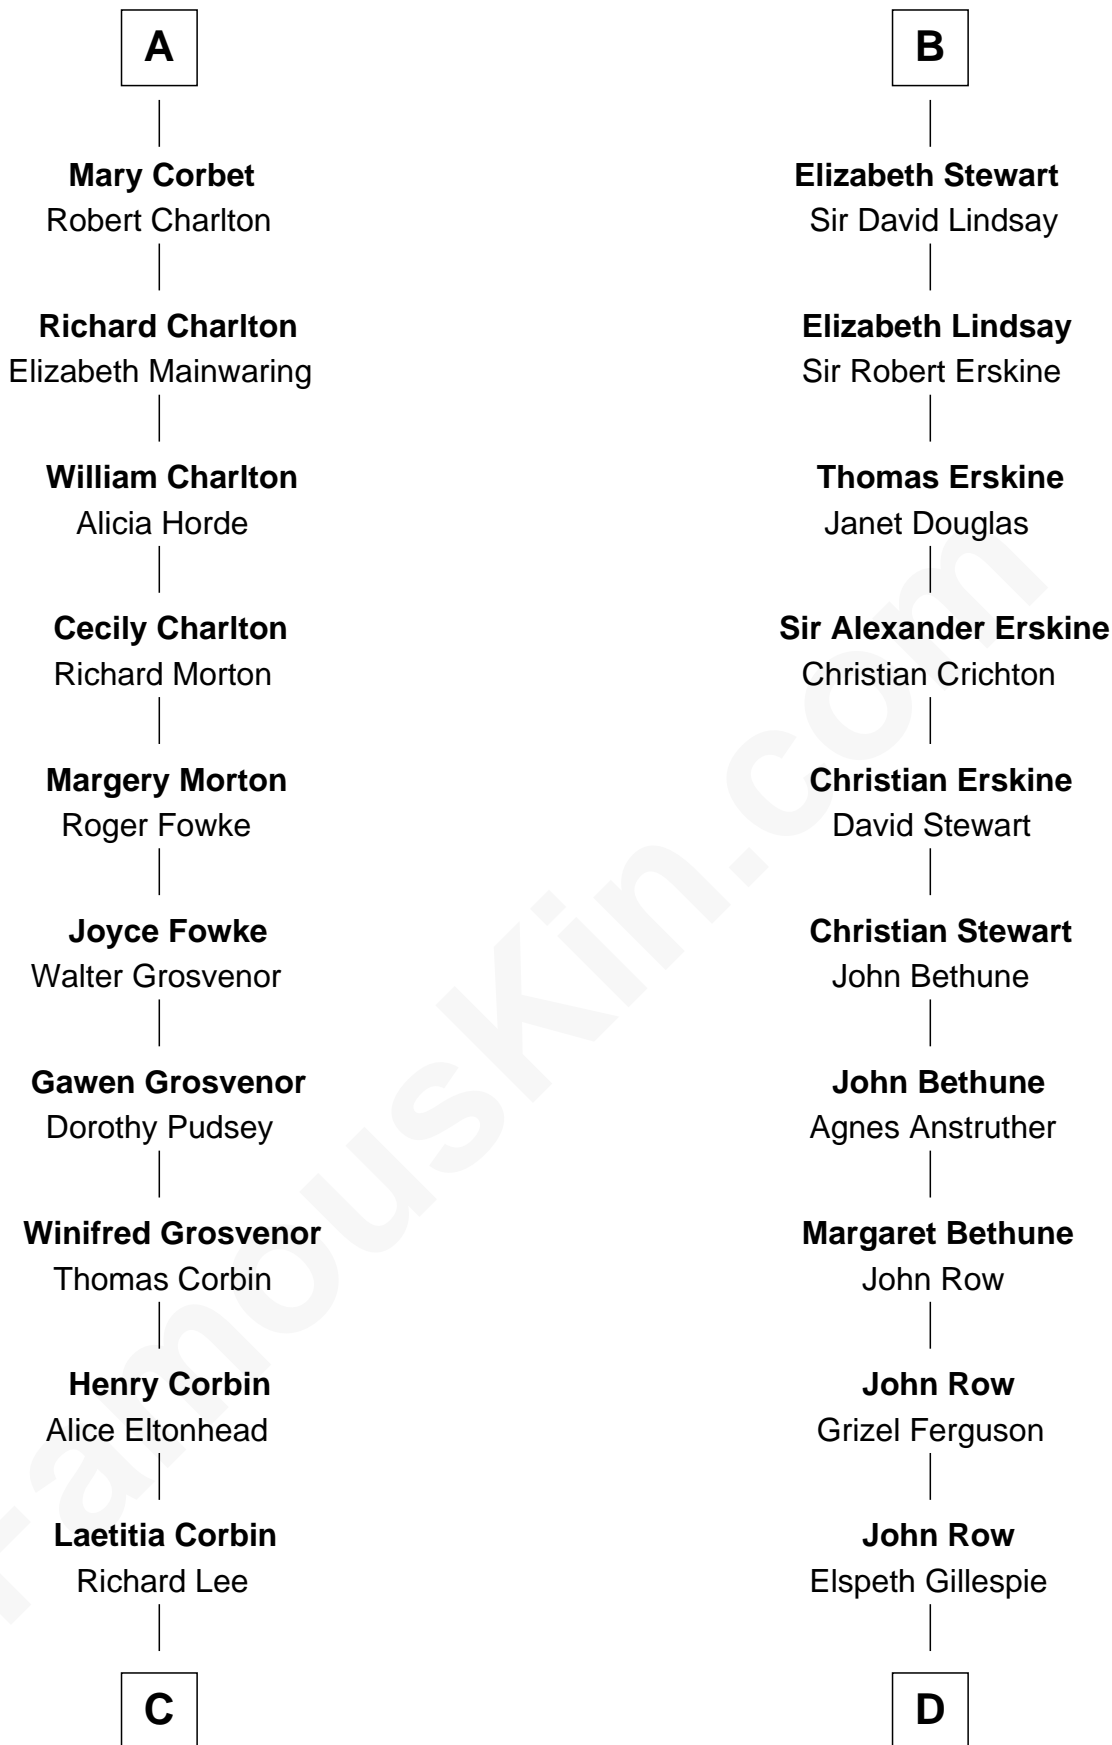 A
Mary Corbet
Robert Charlton
Richard Charlton
Elizabeth Mainwaring
William Charlton
Alicia Horde
Cecily Charlton
Richard Morton
Margery Morton
Roger Fowke
Joyce Fowke
Walter Grosvenor
Gawen Grosvenor
Dorothy Pudsey
Winifred Grosvenor
Thomas Corbin
Henry Corbin
Alice Eltonhead
Laetitia Corbin
Richard Lee
C
B
Elizabeth Stewart
Sir David Lindsay
Elizabeth Lindsay
Sir Robert Erskine
Thomas Erskine
Janet Douglas
Sir Alexander Erskine
Christian Crichton
Christian Erskine
David Stewart
Christian Stewart
John Bethune
John Bethune
Agnes Anstruther
Margaret Bethune
John Row
John Row
Grizel Ferguson
John Row
Elspeth Gillespie
D
FamousKin.com